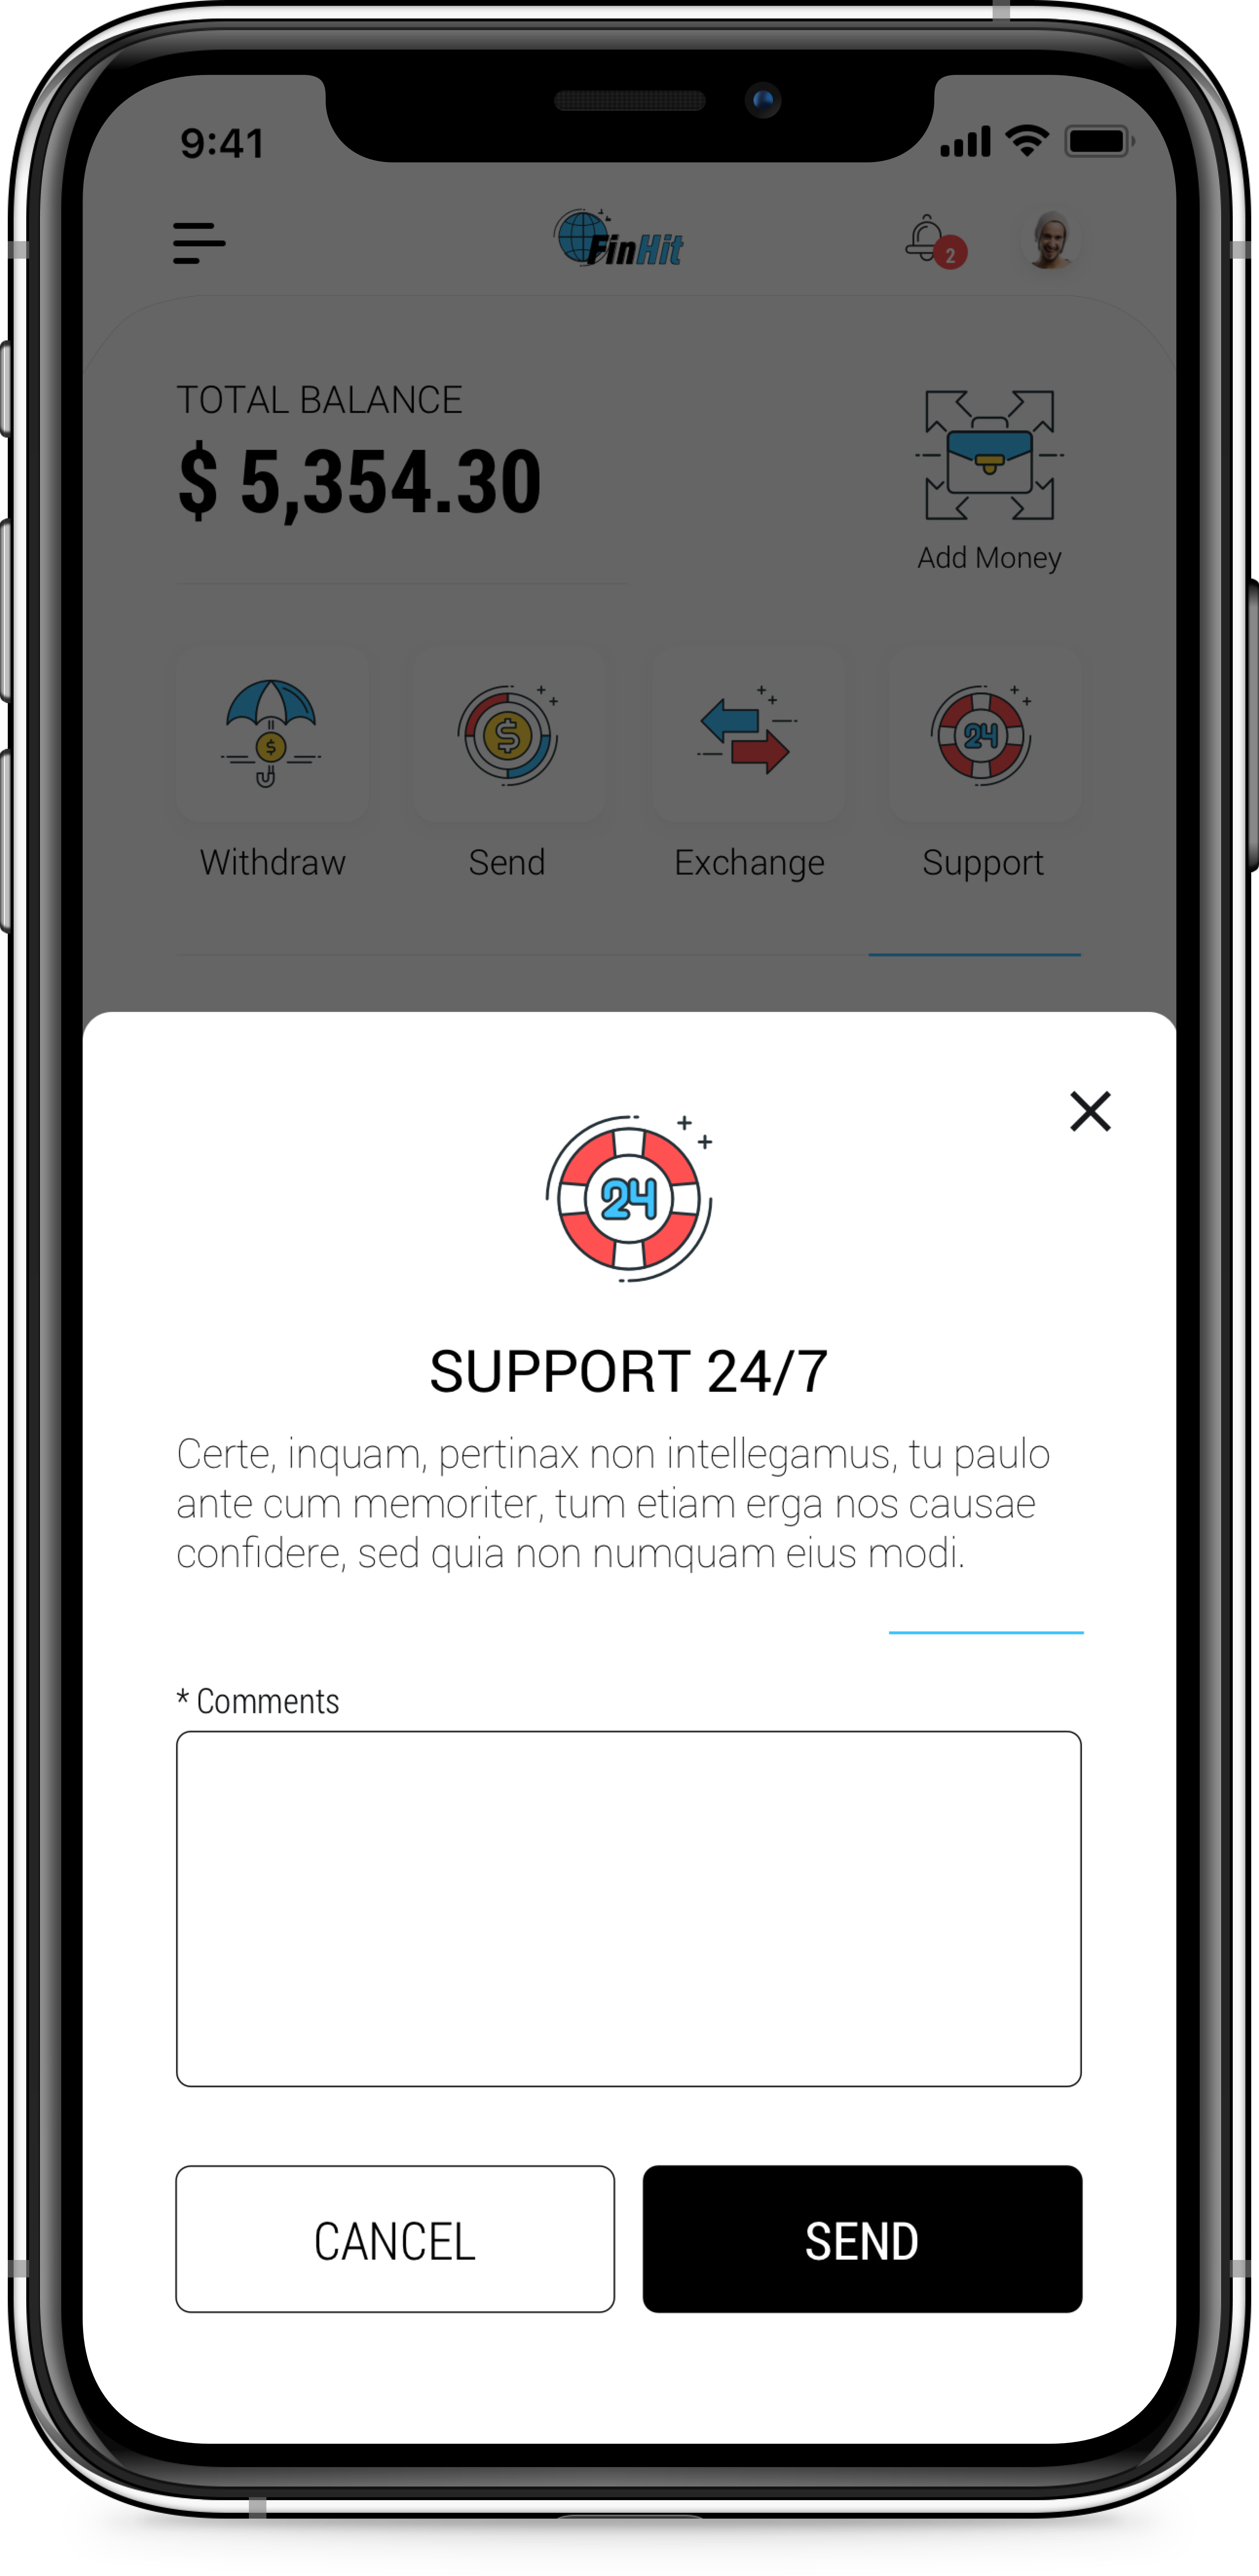 9:41
FinHit
2
TOTAL BALANCE
$ 5,354.30
Add Money
$
$
24
Withdraw
Send
Exchange
Support
24
SUPPORT 24/7
Certe, inquam, pertinax non intellegamus, tu paulo
ante cum memoriter, tum etiam erga nos causae
confidere, sed quia non numquam eius modi.
* Comments
CANCEL
SEND